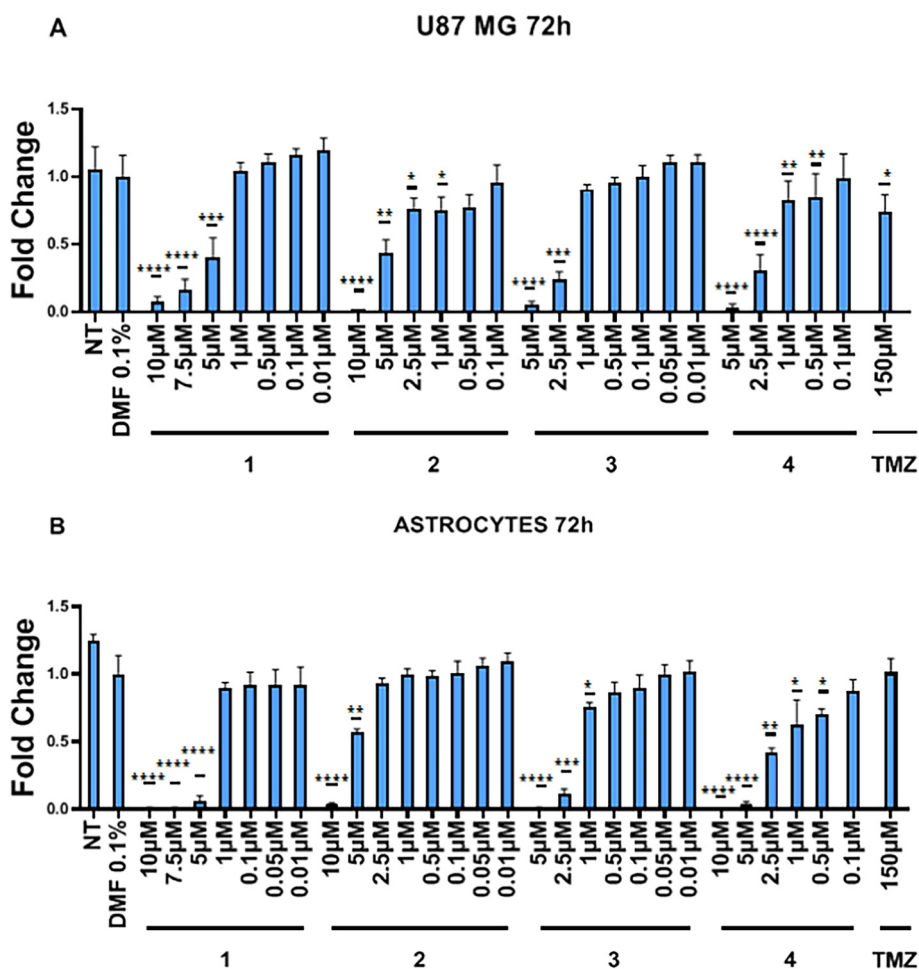 A
U87 MG 72h
Fold Change
1.5
1.0
0.5
0.0
**** **** *** **** ** * * **** *** **** **** ** ** *
NT
DMF 0.1%
10µM
7.5µM
5µM
1µM
0.5µM
0.1µM
0.01µM
10µM
5µM
2.5µM
1µM
0.5µM
0.1µM
5µM
2.5µM
1µM
0.5µM
0.1µM
0.05µM
0.01µM
5µM
2.5µM
1µM
0.5µM
0.1µM
150µM
1 2 3 4 TMZ
B
ASTROCYTES 72h
Fold Change
1.5
1.0
0.5
0.0
**** **** **** **** ** **** *** * **** **** ** * *
NT
DMF 0.1%
10µM
7.5µM
5µM
1µM
0.1µM
0.05µM
0.01µM
10µM
5µM
2.5µM
1µM
0.5µM
0.1µM
0.05µM
0.01µM
5µM
2.5µM
1µM
0.5µM
0.1µM
0.05µM
0.01µM
10µM
5µM
2.5µM
1µM
0.5µM
0.1µM
150µM
1 2 3 4 TMZ